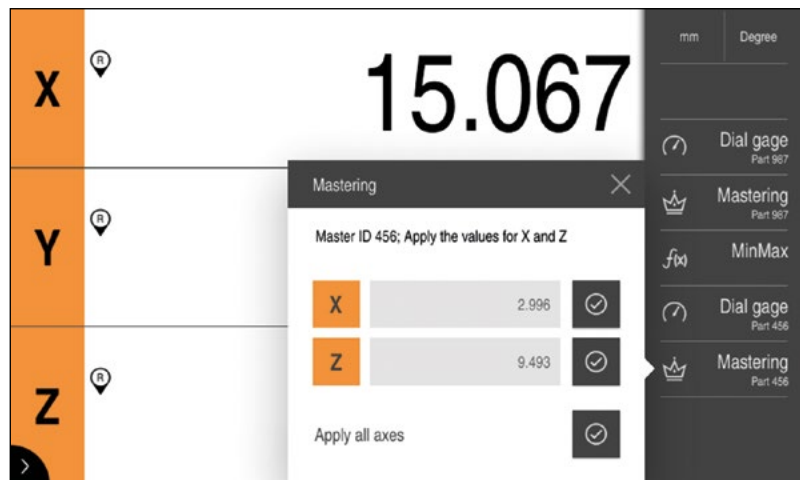 mm Degree
X R 15.067
Dial gage
Part 987
Mastering
Part 987
Mastering
Master ID 456; Apply the values for X and Z
Y R
f(x) MinMax
X 2.996
Dial gage
Part 456
Z 9.493
Mastering
Part 456
Z R
Apply all axes